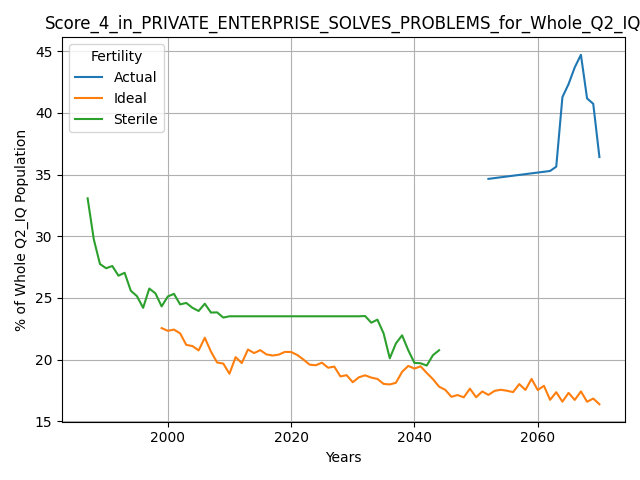 Score_4_in_PRIVATE_ENTERPRISE_SOLVES_PROBLEMS_for_Whole_Q2_IQ
Fertility
Actual
Ideal
Sterile
% of Whole Q2_IQ Population
45
40
35
30
25
20
15
2000
2020
2040
2060
Years